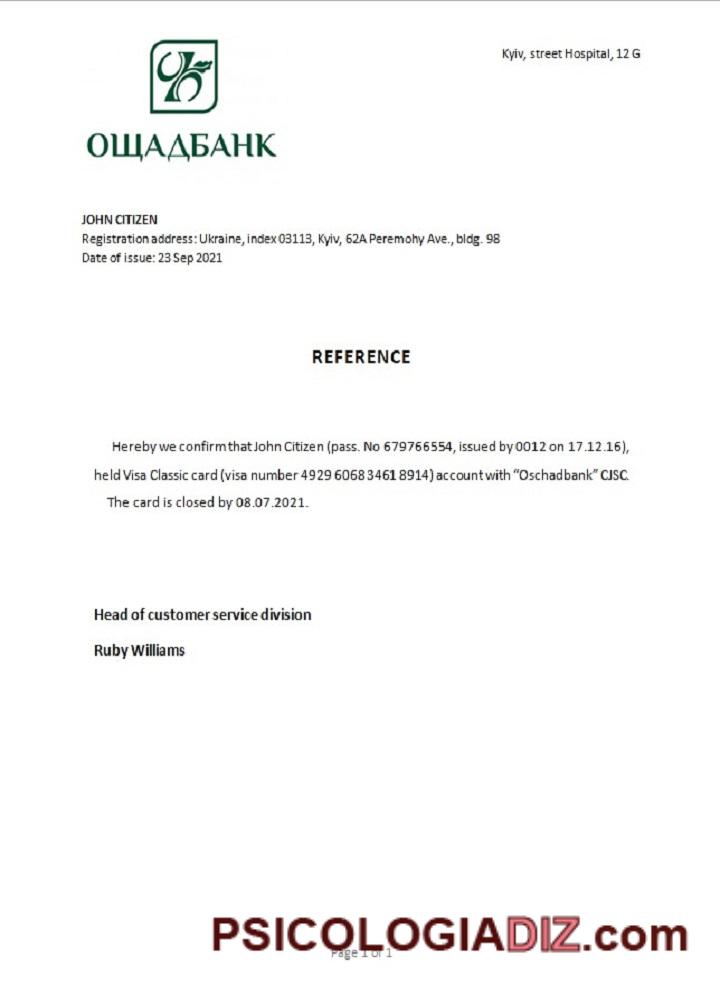 Kyiv, street Hospital, 12 G
ОЩАДБАНК
JOHN CITIZEN
Registration address: Ukraine, index 03113, Kyiv, 62A Peremohy Ave., bldg. 98
Date of issue: 23 Sep 2021
REFERENCE
Hereby we confirm that John Citizen (pass. No 679766554, issued by 0012 on 17.12.16),
held Visa Classic card (visa number 4929 6068 3461 8914) account with “Oschadbank” CJSC.
The card is closed by 08.07.2021.
Head of customer service division
Ruby Williams
PSICOLOGIADIZ.com
Page 1 of 1